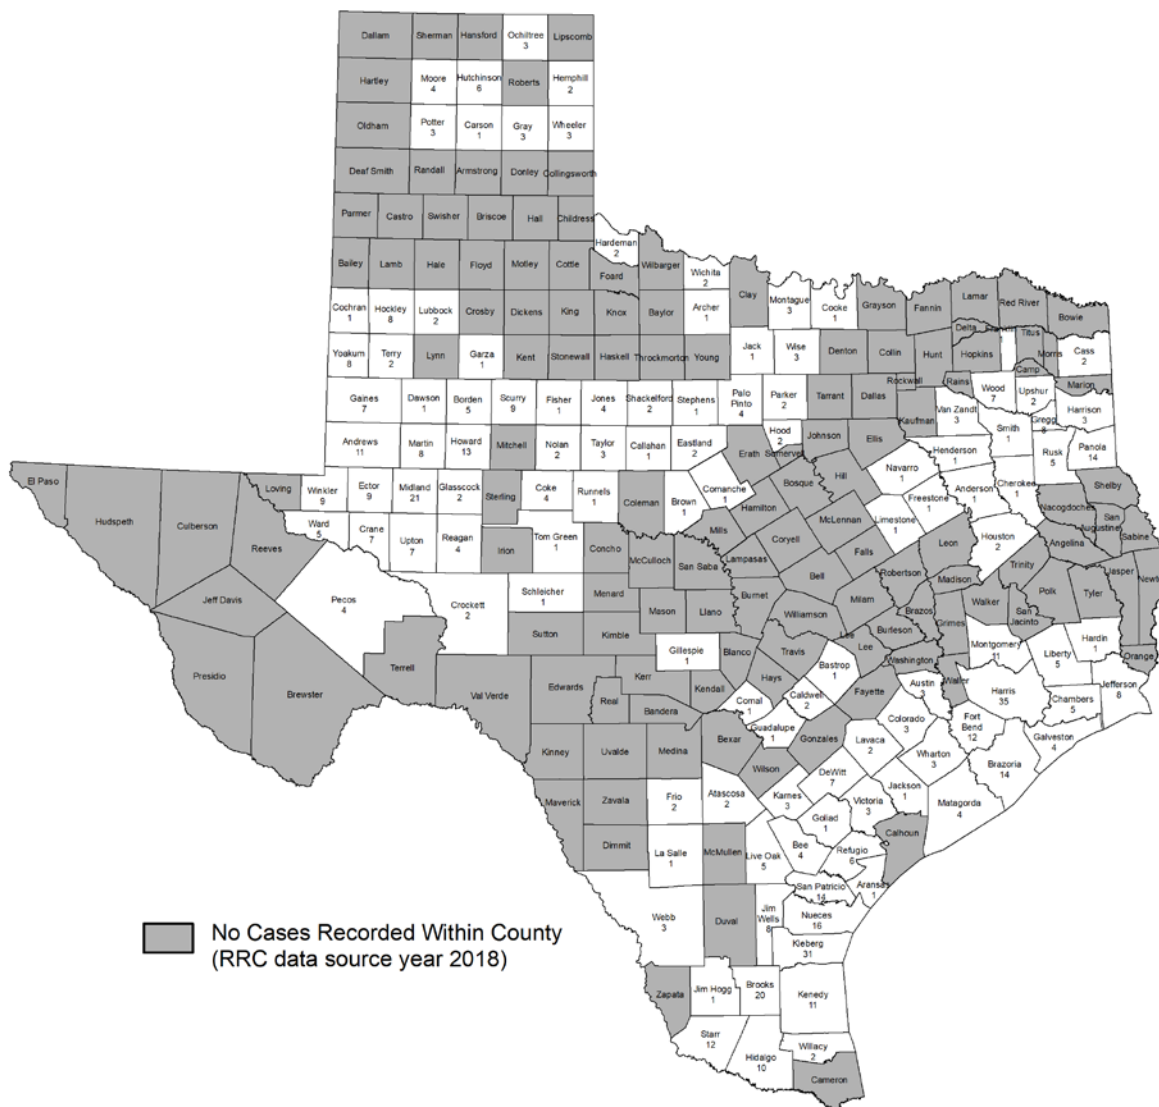 Dallam
Sherman
Hansford
Ochiltree
3
Lipscomb
Hartley
Moore
4
Hutchinson
6
Roberts
Hemphill
2
Oldham
Potter
3
Carson
1
Gray
3
Wheeler
3
Deaf Smith
Randall
Armstrong
Donley
Collingsworth
Parmer
Castro
Swisher
Briscoe
Hall
Childress
Hardeman
2
Bailey
Lamb
Hale
Floyd
Motley
Cottle
Foard
Wilbarger
Wichita
2
Cochran
1
Hockley
8
Lubbock
2
Crosby
Dickens
King
Knox
Baylor
Archer
1
Clay
Montague
3
Cooke
1
Grayson
Fannin
Lamar
Red River
Bowie
Yoakum
8
Terry
2
Lynn
Garza
1
Kent
Stonewall
Haskell
Throckmorton
Young
Jack
1
Wise
3
Denton
Collin
Hunt
Delta
Hopkins
1
Titus
Morris
Cass
2
Camp
Marion
Gaines
7
Dawson
1
Borden
5
Scurry
9
Fisher
1
Jones
4
Shackelford
2
Stephens
1
Palo
Pinto
4
Parker
2
Tarrant
Dallas
Rockwall
Rains
Wood
7
Upshur
2
Harrison
3
Kaufman
Van Zandt
3
Smith
1
Gregg
8
Andrews
11
Martin
8
Howard
13
Mitchell
Nolan
2
Taylor
3
Callahan
1
Eastland
2
Hood
2
Somervell
Johnson
Ellis
Erath
Henderson
1
Rusk
5
Panola
14
El Paso
Hudspeth
Culberson
Loving
Winkler
9
Ector
9
Midland
21
Glasscock
2
Sterling
Coke
4
Runnels
1
Coleman
Brown
1
Comanche
1
Bosque
Hill
Navarro
1
Freestone
1
Anderson
1
Cherokee
1
Shelby
Nacogdoches
San
Augustine
Sabine
Reeves
Ward
5
Crane
7
Upton
7
Reagan
4
Irion
Tom Green
1
Concho
McCulloch
San Saba
Mills
Hamilton
Lampasas
Coryell
McLennan
Limestone
1
Falls
Leon
Houston
2
Angelina
Trinity
Jeff Davis
Pecos
4
Crockett
2
Schleicher
1
Menard
Mason
Llano
Burnet
Bell
Williamson
Milam
Robertson
Brazos
Madison
Walker
Grimes
San
Jacinto
Polk
Tyler
Jasper
Newton
Presidio
Brewster
Terrell
Val Verde
Sutton
Kimble
Gillespie
1
Blanco
Travis
Lee
Lee
Burleson
Washington
Montgomery
11
Liberty
5
Hardin
1
Orange
Edwards
Real
Kerr
Kendall
Bandera
Hays
Comal
1
Bastrop
1
Caldwell
2
Fayette
Austin
3
Waller
Harris
35
Chambers
5
Jefferson
8
Kinney
Uvalde
Medina
Bexar
Guadalupe
1
Gonzales
Lavaca
2
Colorado
3
Fort
Bend
12
Wharton
3
Brazoria
14
Galveston
4
Maverick
Zavala
Frio
2
Atascosa
2
Wilson
Karnes
3
DeWitt
7
Victoria
3
Jackson
1
Matagorda
4
Dimmit
La Salle
1
McMullen
Live Oak
5
Bee
4
Goliad
1
Refugio
6
Calhoun
Aransas
1
San Patricio
14
Webb
3
Duval
Jim
Wells
8
Nueces
16
Kleberg
31
No Cases Recorded Within County
(RRC data source year 2018)
Zapata
Jim Hogg
1
Brooks
20
Kenedy
11
Starr
12
Hidalgo
10
Willacy
2
Cameron